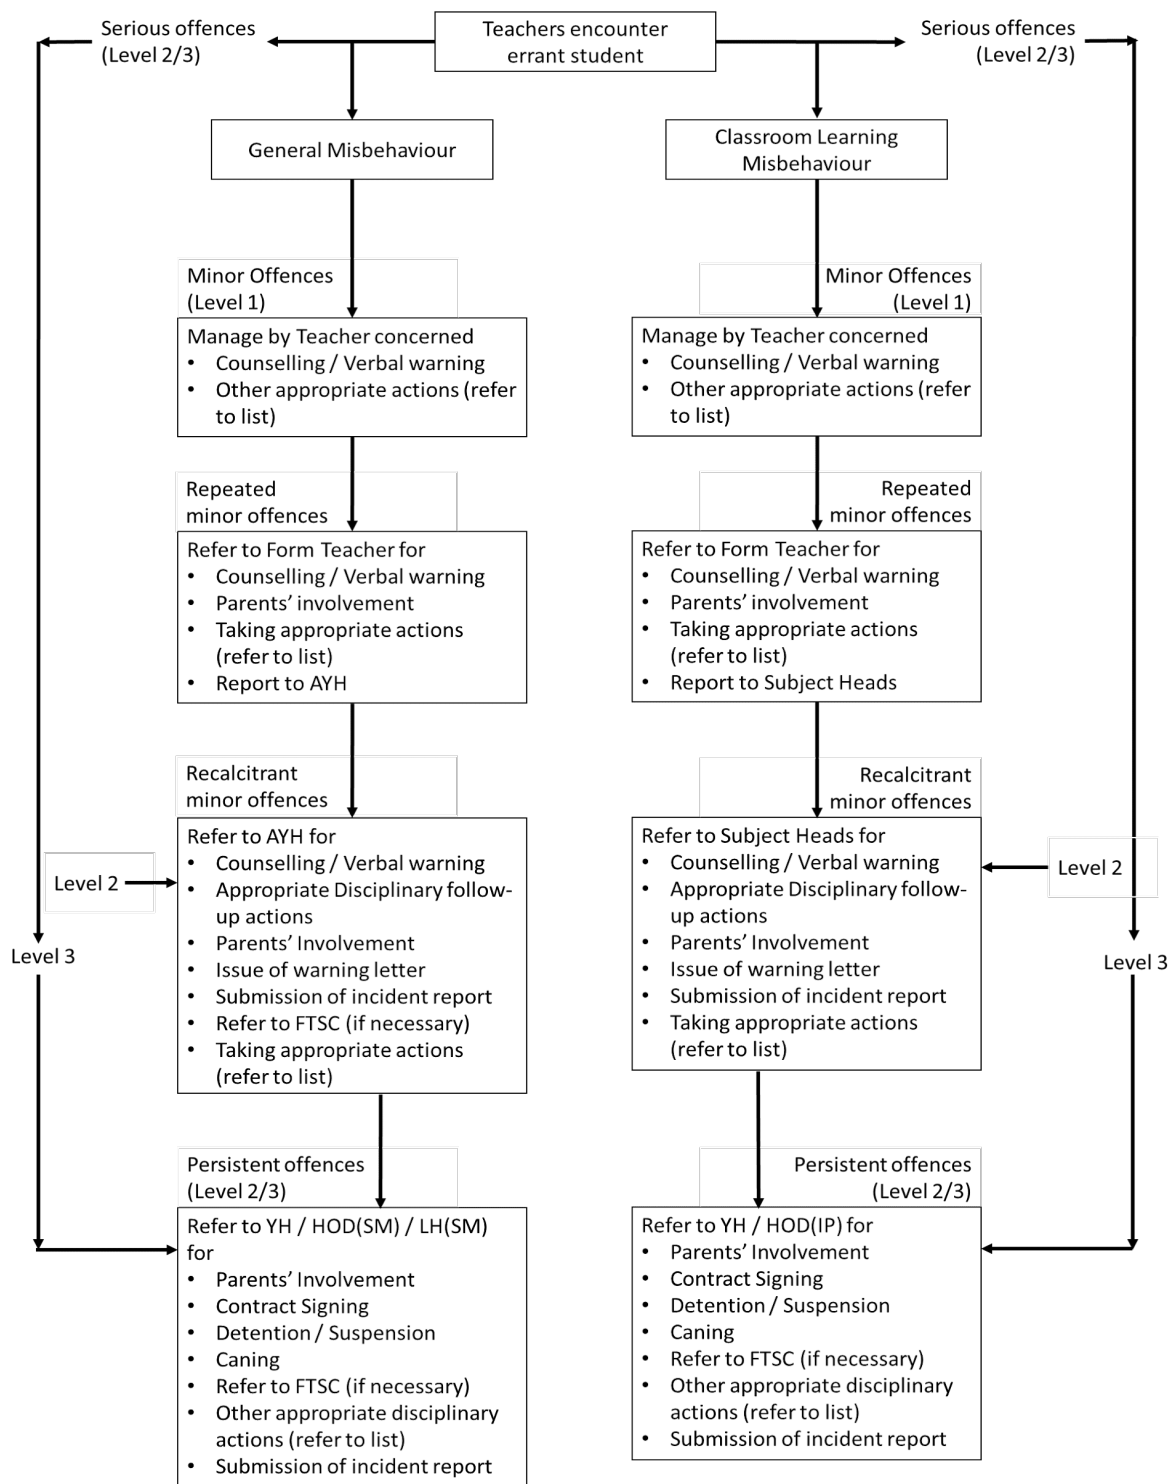 Serious offences
(Level 2/3)
Teachers encounter
errant student
Serious offences
(Level 2/3)
General Misbehaviour
Classroom Learning
Misbehaviour
Minor Offences
(Level 1)
Manage by Teacher concerned
• Counselling / Verbal warning
• Other appropriate actions (refer
to list)
Minor Offences
(Level 1)
Manage by Teacher concerned
• Counselling / Verbal warning
• Other appropriate actions (refer
to list)
Repeated
minor offences
Refer to Form Teacher for
• Counselling / Verbal warning
• Parents’ involvement
• Taking appropriate actions
(refer to list)
• Report to AYH
Repeated
minor offences
Refer to Form Teacher for
• Counselling / Verbal warning
• Parents’ involvement
• Taking appropriate actions
(refer to list)
• Report to Subject Heads
Recalcitrant
minor offences
Level 2
Level 3
Refer to AYH for
• Counselling / Verbal warning
• Appropriate Disciplinary follow-
up actions
• Parents’ Involvement
• Issue of warning letter
• Submission of incident report
• Refer to FTSC (if necessary)
• Taking appropriate actions
(refer to list)
Recalcitrant
minor offences
Refer to Subject Heads for
• Counselling / Verbal warning
• Appropriate Disciplinary follow-
up actions
• Parents’ Involvement
• Issue of warning letter
• Submission of incident report
• Taking appropriate actions
(refer to list)
Level 2
Level 3
Persistent offences
(Level 2/3)
Refer to YH / HOD(SM) / LH(SM)
for
• Parents’ Involvement
• Contract Signing
• Detention / Suspension
• Caning
• Refer to FTSC (if necessary)
• Other appropriate disciplinary
actions (refer to list)
• Submission of incident report
Persistent offences
(Level 2/3)
Refer to YH / HOD(IP) for
• Parents’ Involvement
• Contract Signing
• Detention / Suspension
• Caning
• Refer to FTSC (if necessary)
• Other appropriate disciplinary
actions (refer to list)
• Submission of incident report